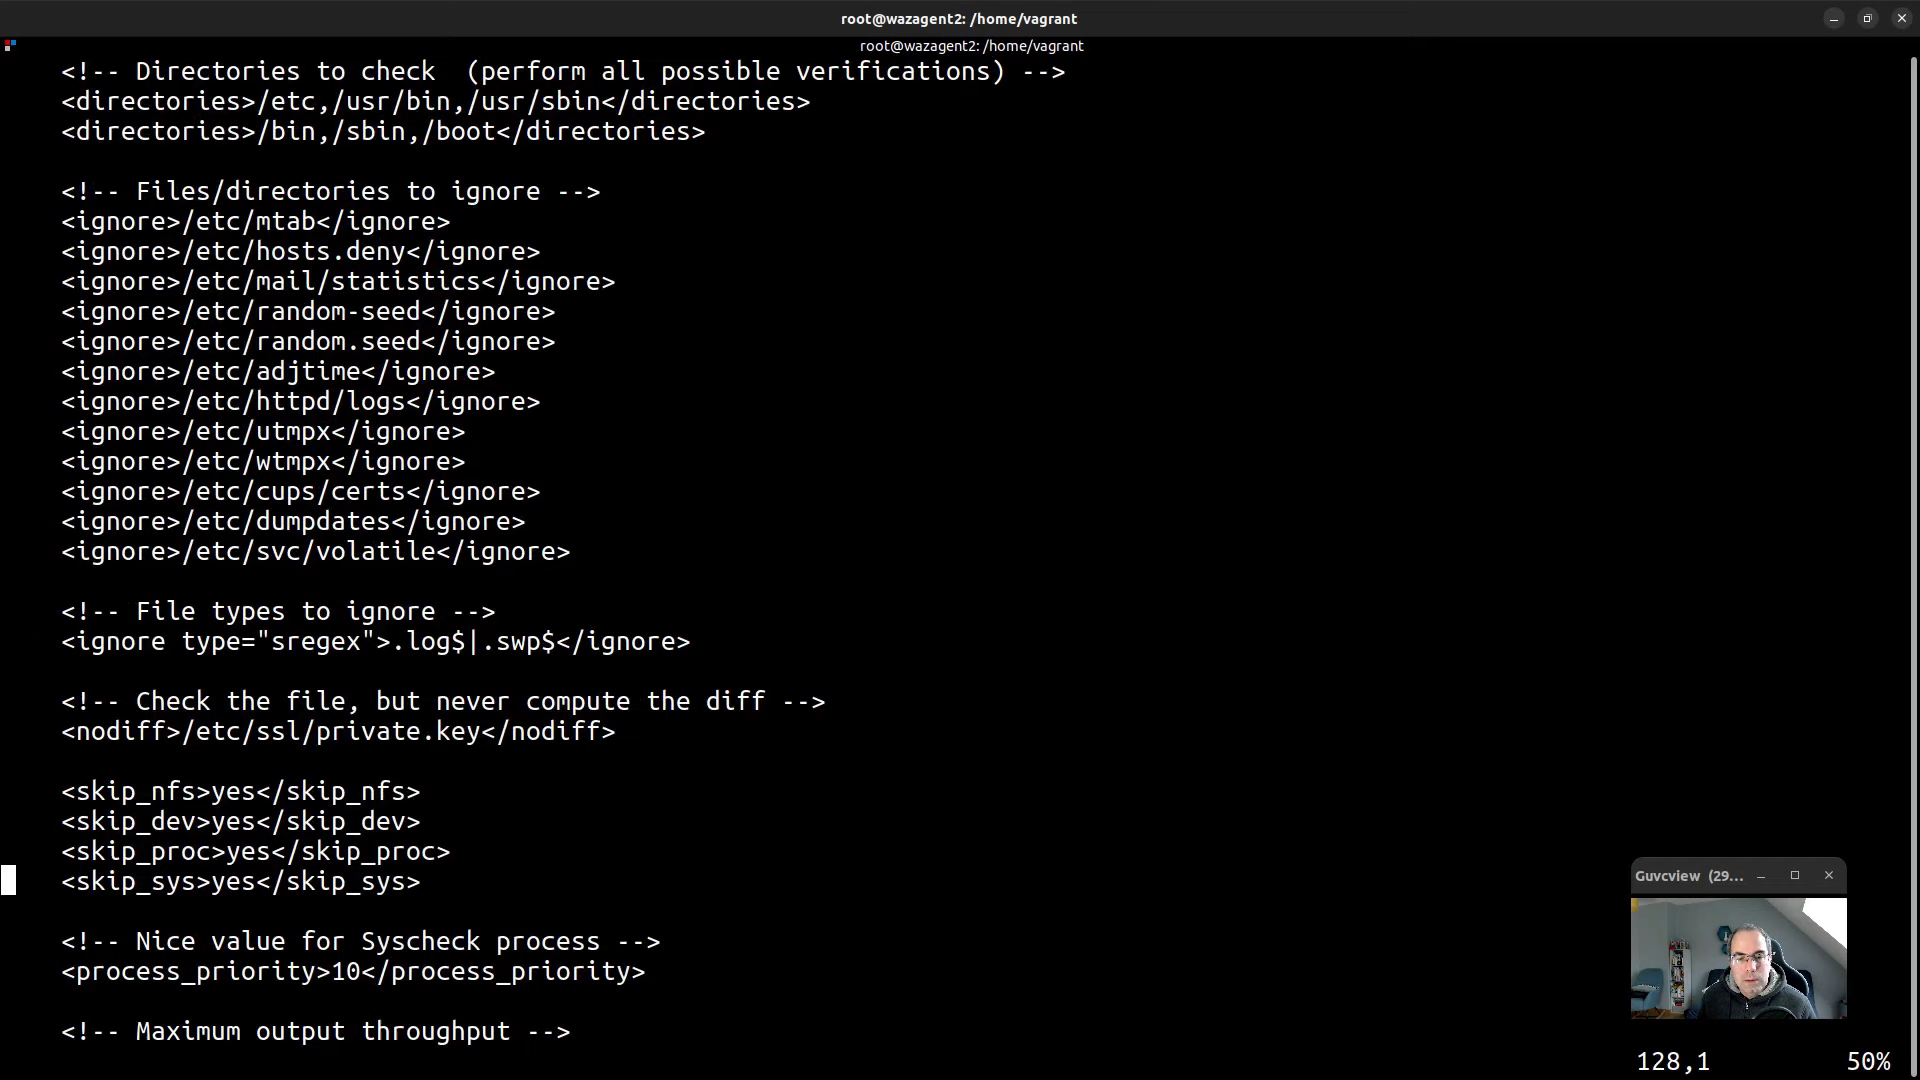 root@wazagent2: /home/vagrant
root@wazagent2: /home/vagrant
<!-- Directories to check  (perform all possible verifications) -->
<directories>/etc,/usr/bin,/usr/sbin</directories>
<directories>/bin,/sbin,/boot</directories>
<!-- Files/directories to ignore -->
<ignore>/etc/mtab</ignore>
<ignore>/etc/hosts.deny</ignore>
<ignore>/etc/mail/statistics</ignore>
<ignore>/etc/random-seed</ignore>
<ignore>/etc/random.seed</ignore>
<ignore>/etc/adjtime</ignore>
<ignore>/etc/httpd/logs</ignore>
<ignore>/etc/utmpx</ignore>
<ignore>/etc/wtmpx</ignore>
<ignore>/etc/cups/certs</ignore>
<ignore>/etc/dumpdates</ignore>
<ignore>/etc/svc/volatile</ignore>
<!-- File types to ignore -->
<ignore type="sregex">.log$|.swp$</ignore>
<!-- Check the file, but never compute the diff -->
<nodiff>/etc/ssl/private.key</nodiff>
<skip_nfs>yes</skip_nfs>
<skip_dev>yes</skip_dev>
<skip_proc>yes</skip_proc>
<skip_sys>yes</skip_sys>
<!-- Nice value for Syscheck process -->
<process_priority>10</process_priority>
<!-- Maximum output throughput -->
Guvcview (29...
128,1 50%